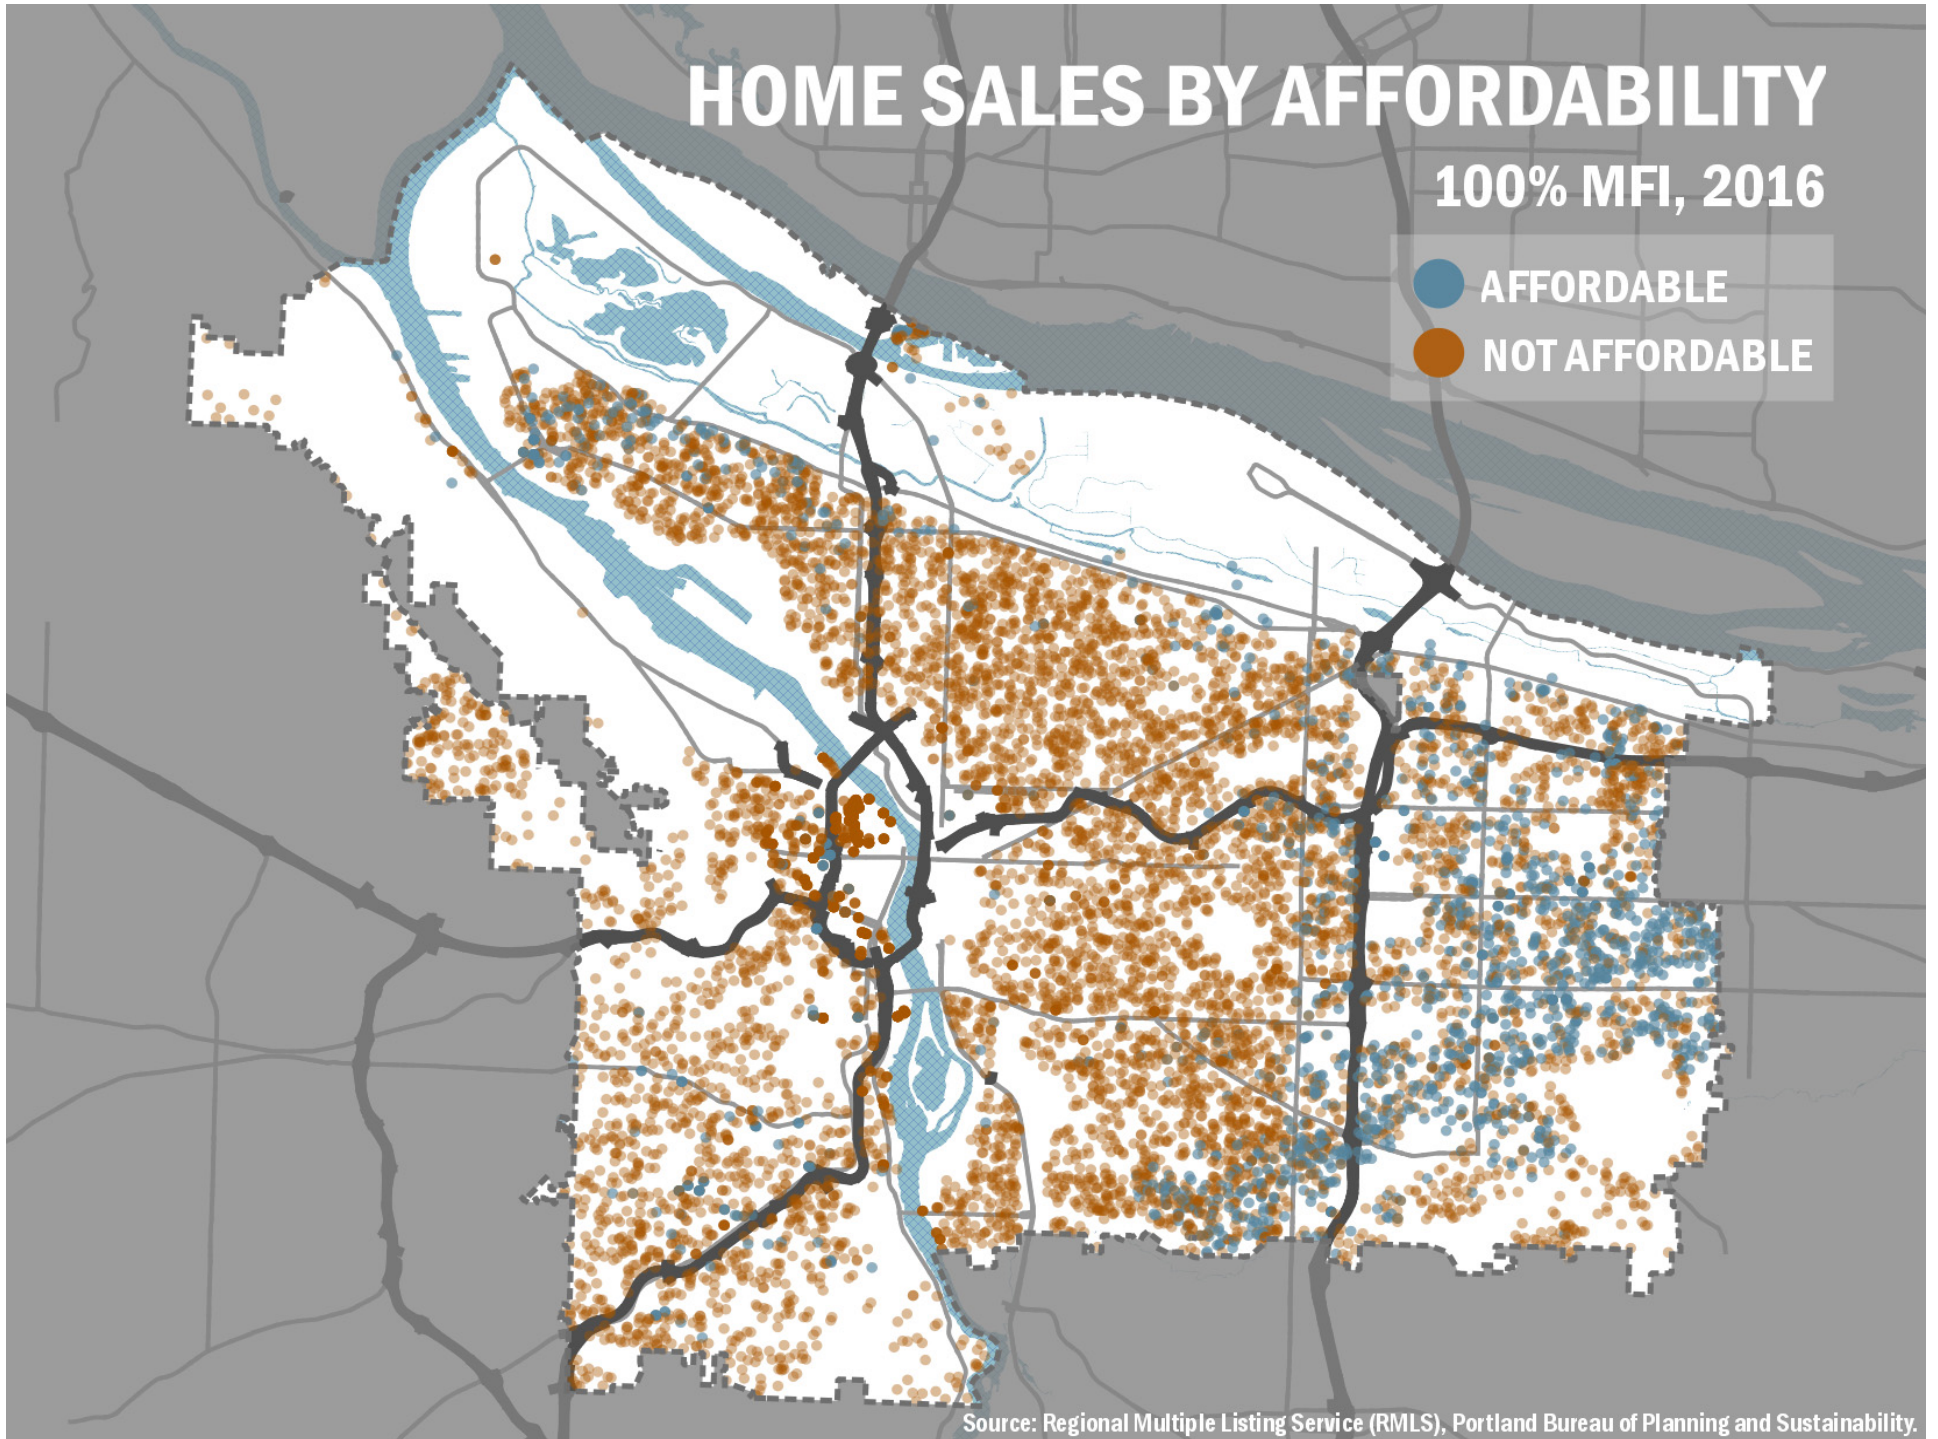 HOME SALES BY AFFORDABILITY
100% MFI, 2016
AFFORDABLE
NOT AFFORDABLE
Source: Regional Multiple Listing Service (RMLS), Portland Bureau of Planning and Sustainability.